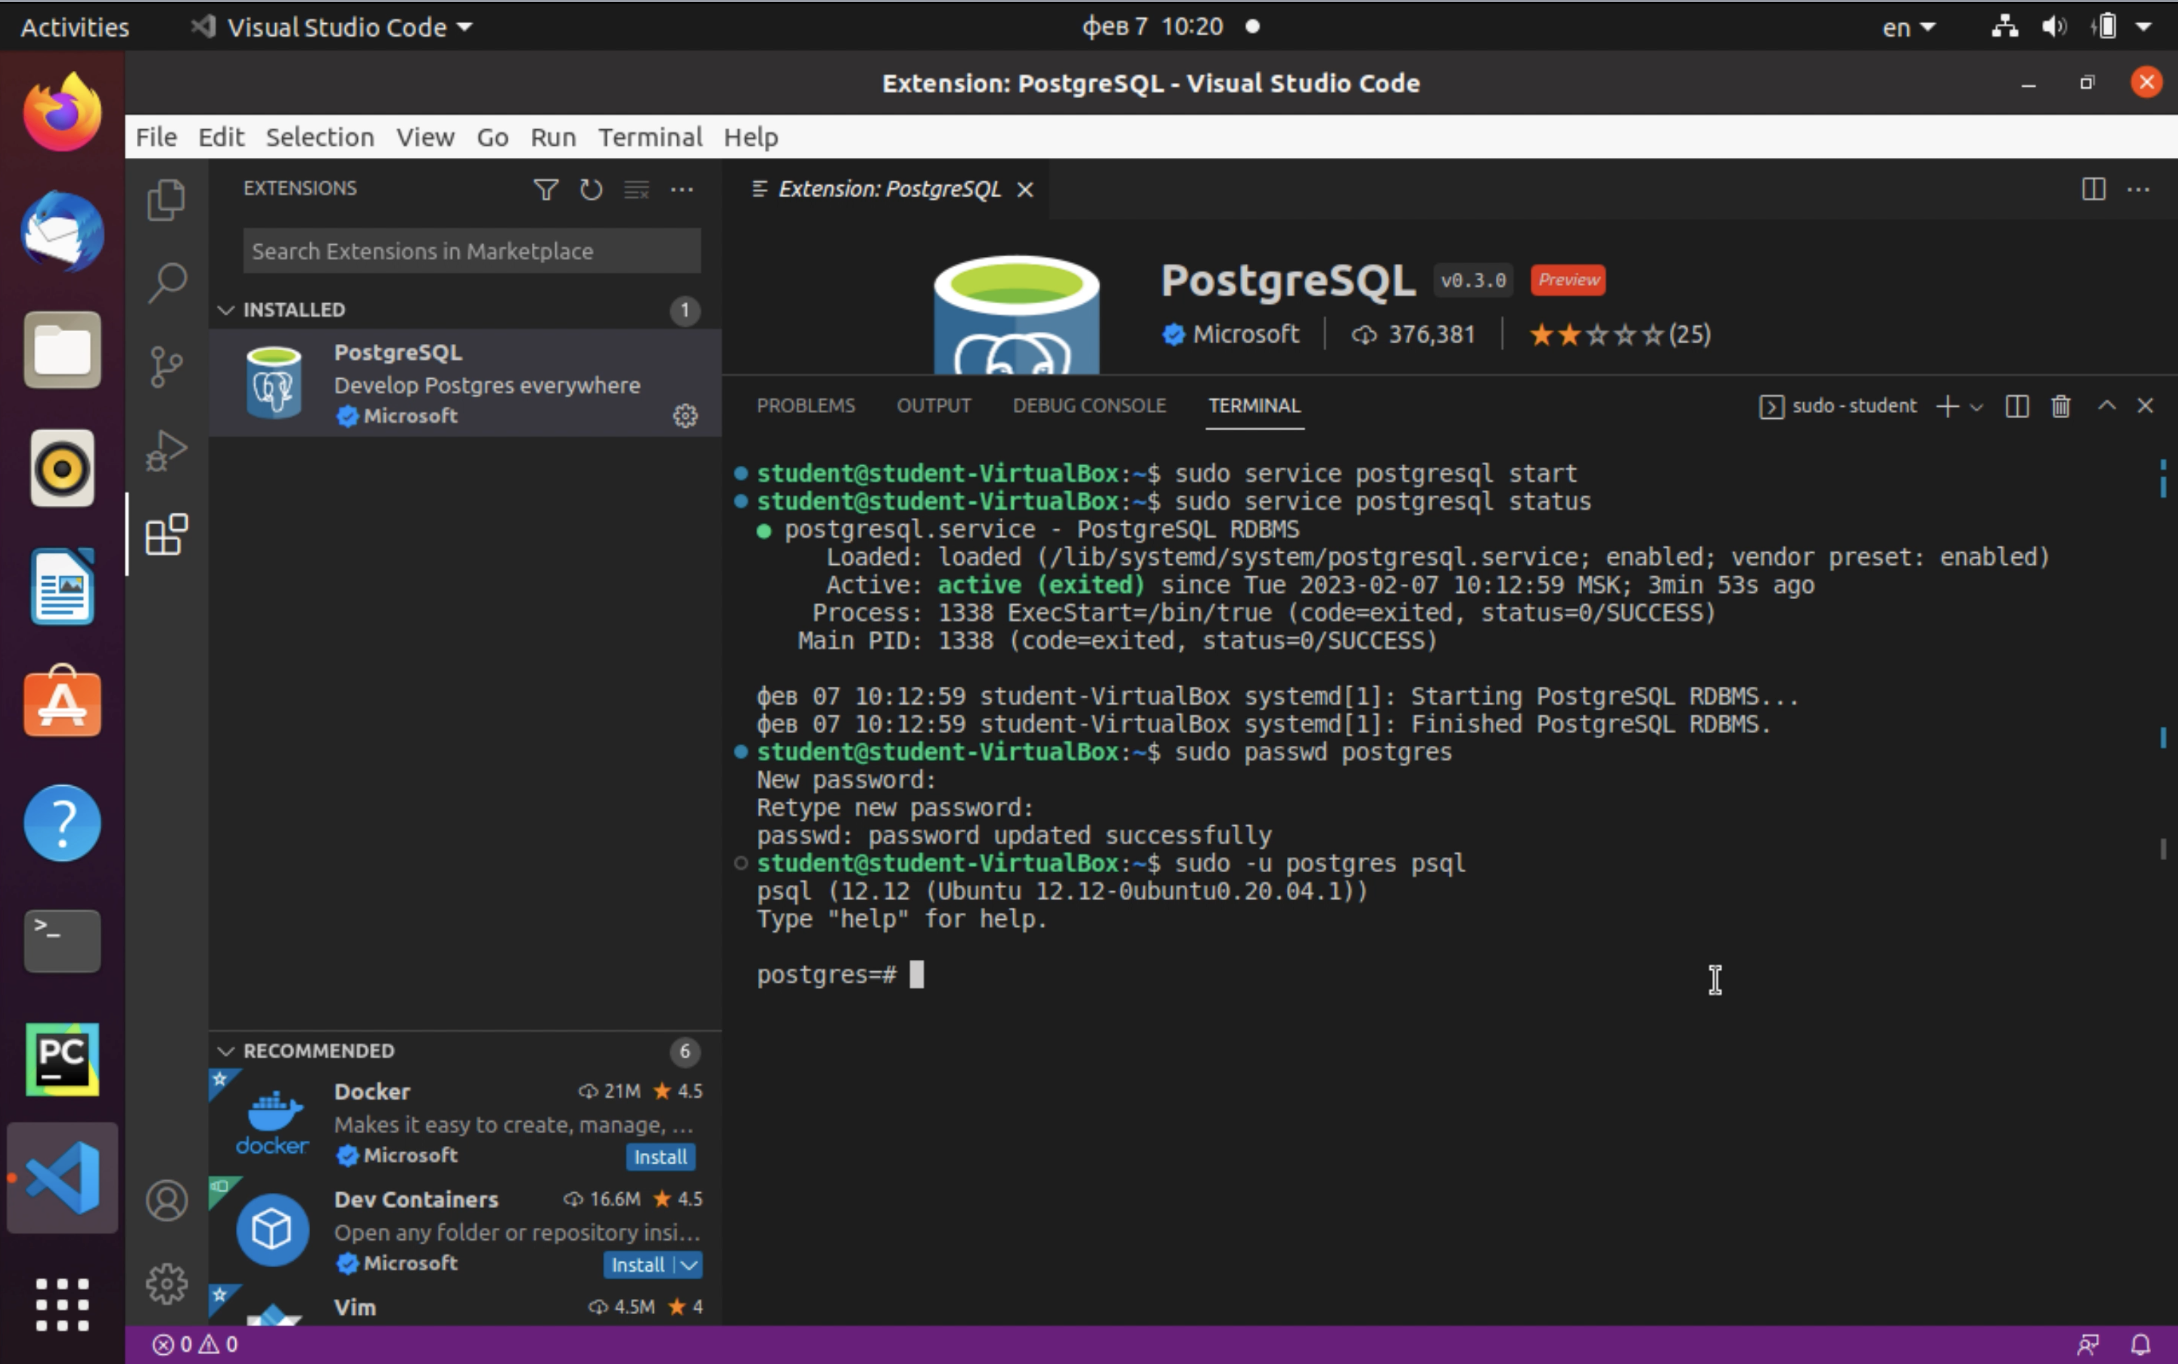 Activities
Visual Studio Code
фев 7 10:20
en
Extension: PostgreSQL - Visual Studio Code
File Edit Selection View Go Run Terminal Help
EXTENSIONS
Search Extensions in Marketplace
INSTALLED
1
PostgreSQL
Develop Postgres everywhere
Microsoft
RECOMMENDED
6
Docker
21M
4.5
Makes it easy to create, manage, ...
docker
Microsoft
Install
Dev Containers
16.6M
4.5
Open any folder or repository insi...
Microsoft
Install
Vim
4.5M
4
Extension: PostgreSQL
PostgreSQL
v0.3.0
Preview
Microsoft
376,381
(25)
PROBLEMS OUTPUT DEBUG CONSOLE TERMINAL
sudo - student
student@student-VirtualBox:~$ sudo service postgresql start
student@student-VirtualBox:~$ sudo service postgresql status
● postgresql.service - PostgreSQL RDBMS
Loaded: loaded (/lib/systemd/system/postgresql.service; enabled; vendor preset: enabled)
Active: active (exited) since Tue 2023-02-07 10:12:59 MSK; 3min 53s ago
Process: 1338 ExecStart=/bin/true (code=exited, status=0/SUCCESS)
Main PID: 1338 (code=exited, status=0/SUCCESS)
фев 07 10:12:59 student-VirtualBox systemd[1]: Starting PostgreSQL RDBMS...
фев 07 10:12:59 student-VirtualBox systemd[1]: Finished PostgreSQL RDBMS.
student@student-VirtualBox:~$ sudo passwd postgres
New password:
Retype new password:
passwd: password updated successfully
student@student-VirtualBox:~$ sudo -u postgres psql
psql (12.12 (Ubuntu 12.12-0ubuntu0.20.04.1))
Type "help" for help.
postgres=#
PC
0 0